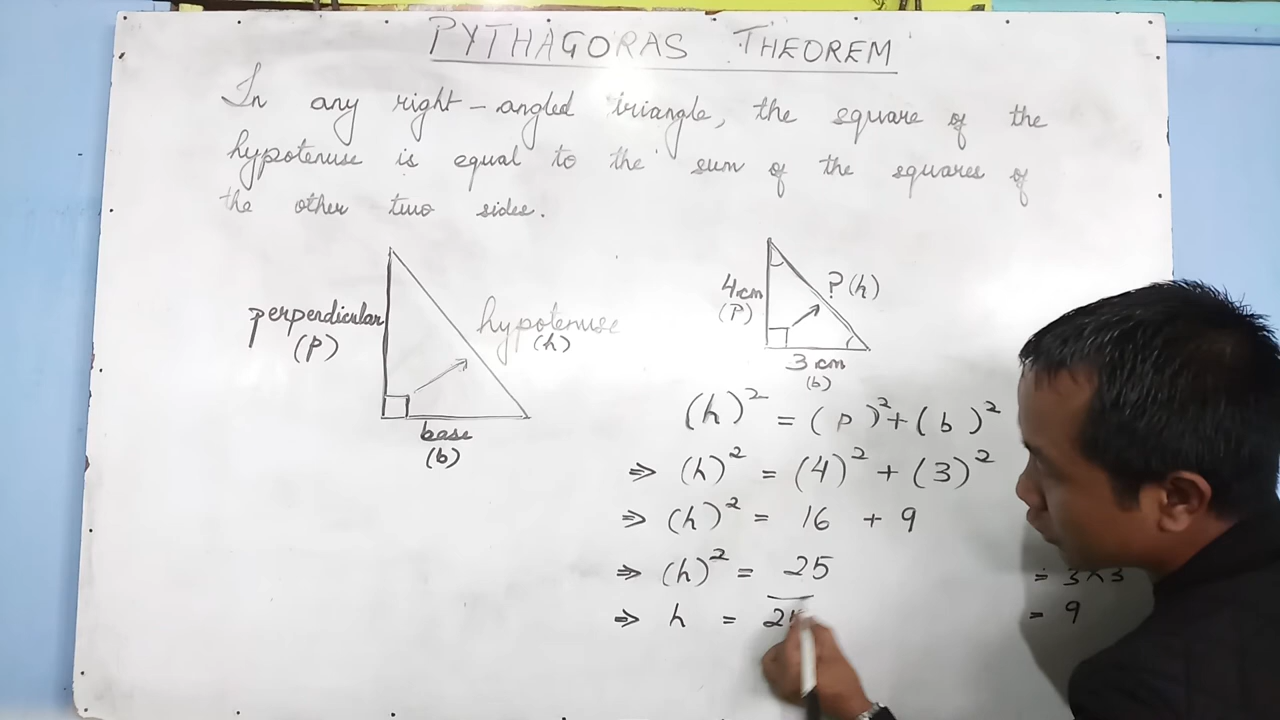 PYTHAGORAS THEOREM
In any right-angled triangle, the square of the
hypotenuse is equal to the sum of the squares of
the other two sides.
perpendicular
(p)
hypotenuse
(h)
base
(b)
4cm
(P)
?(h)
3 cm
(b)
(h)² = (p)² + (b)²
⇒ (h)² = (4)² + (3)²
⇒ (h)² = 16 + 9
⇒ (h)² = 25
⇒ h =
= 3×3
= 9